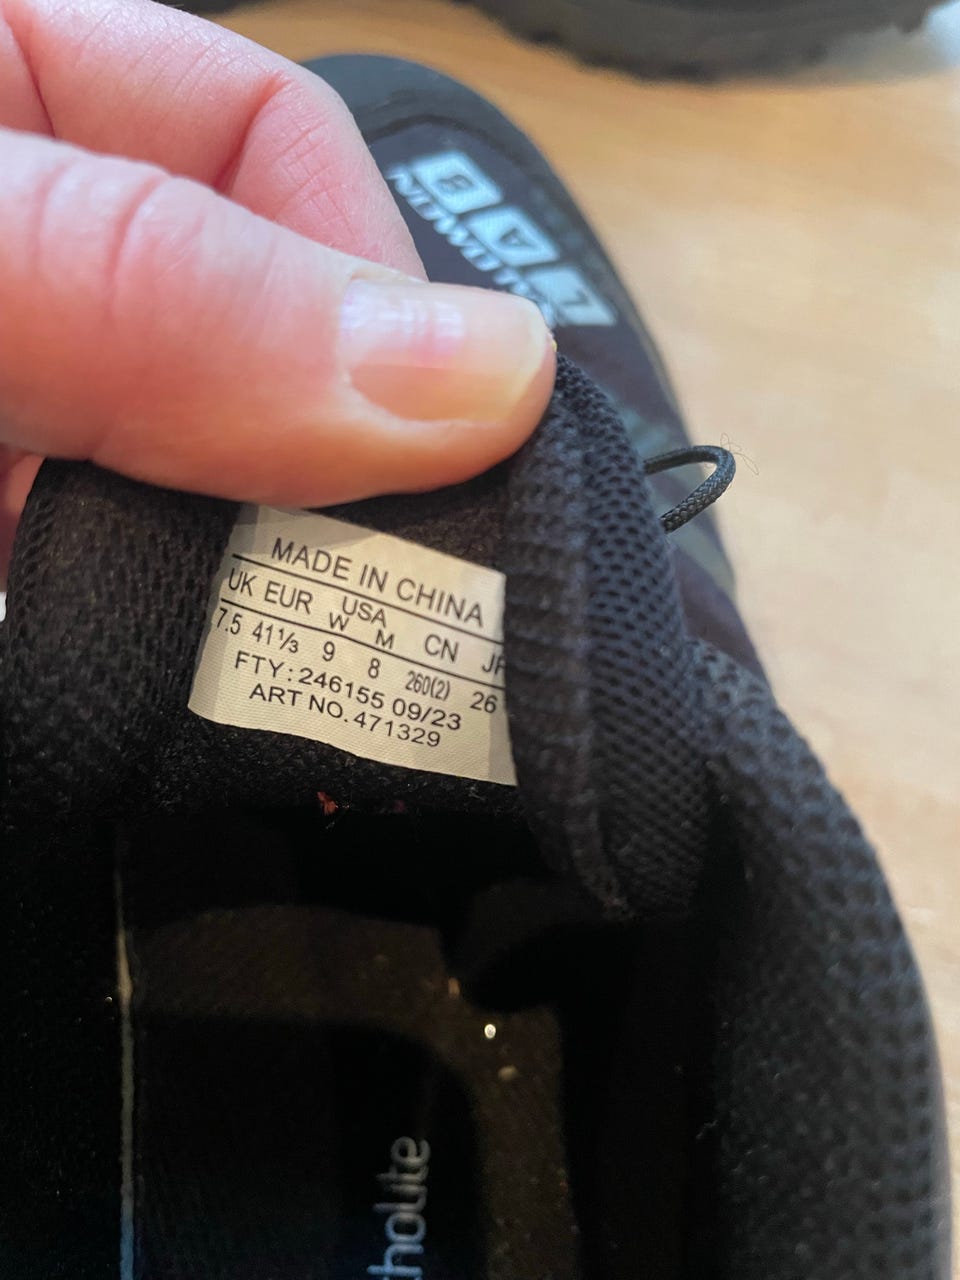 LAB
MADE IN CHINA
UK EUR USA CN
W M
7.5 41⅓ 9 8 260(2) 26
FTY:246155 09/23
ART NO.471329